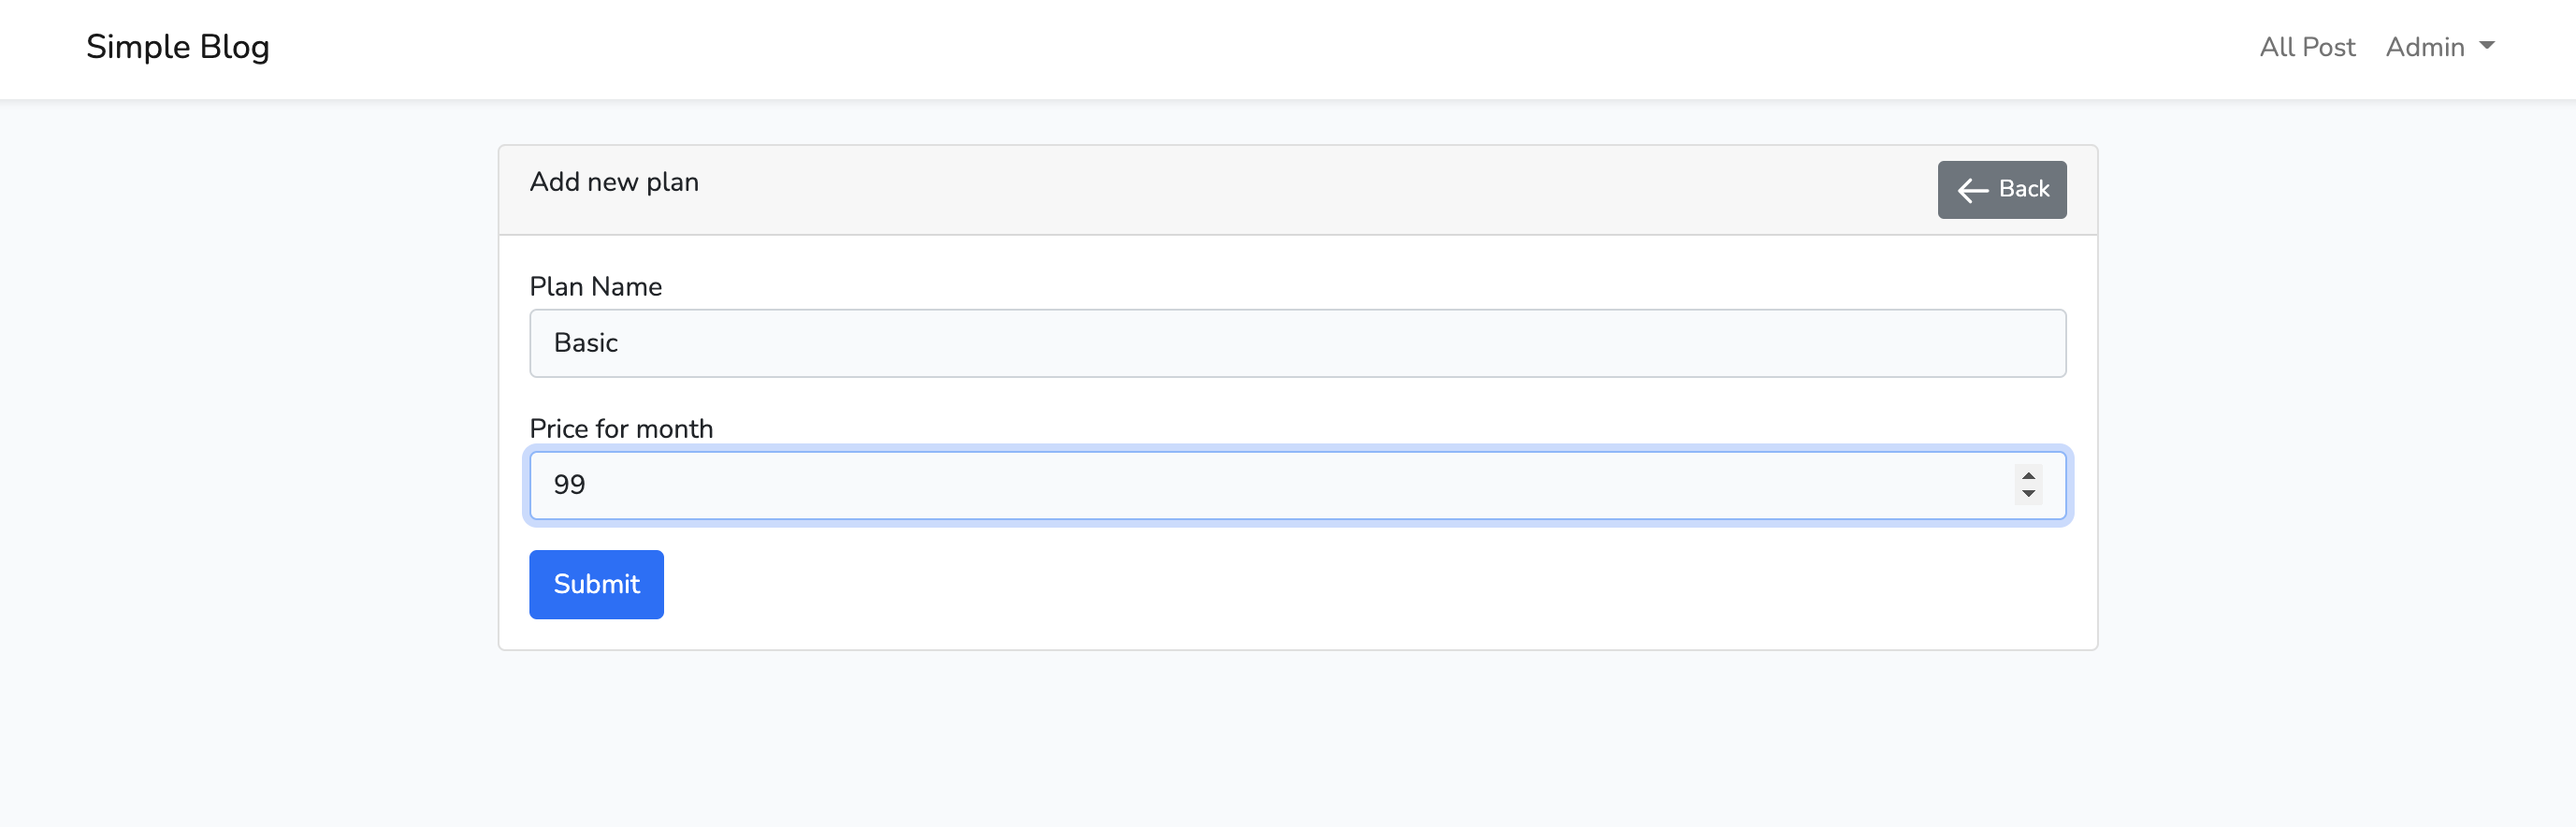 Simple Blog
All Post
Admin
Add new plan
Back
Plan Name
Basic
Price for month
99
Submit